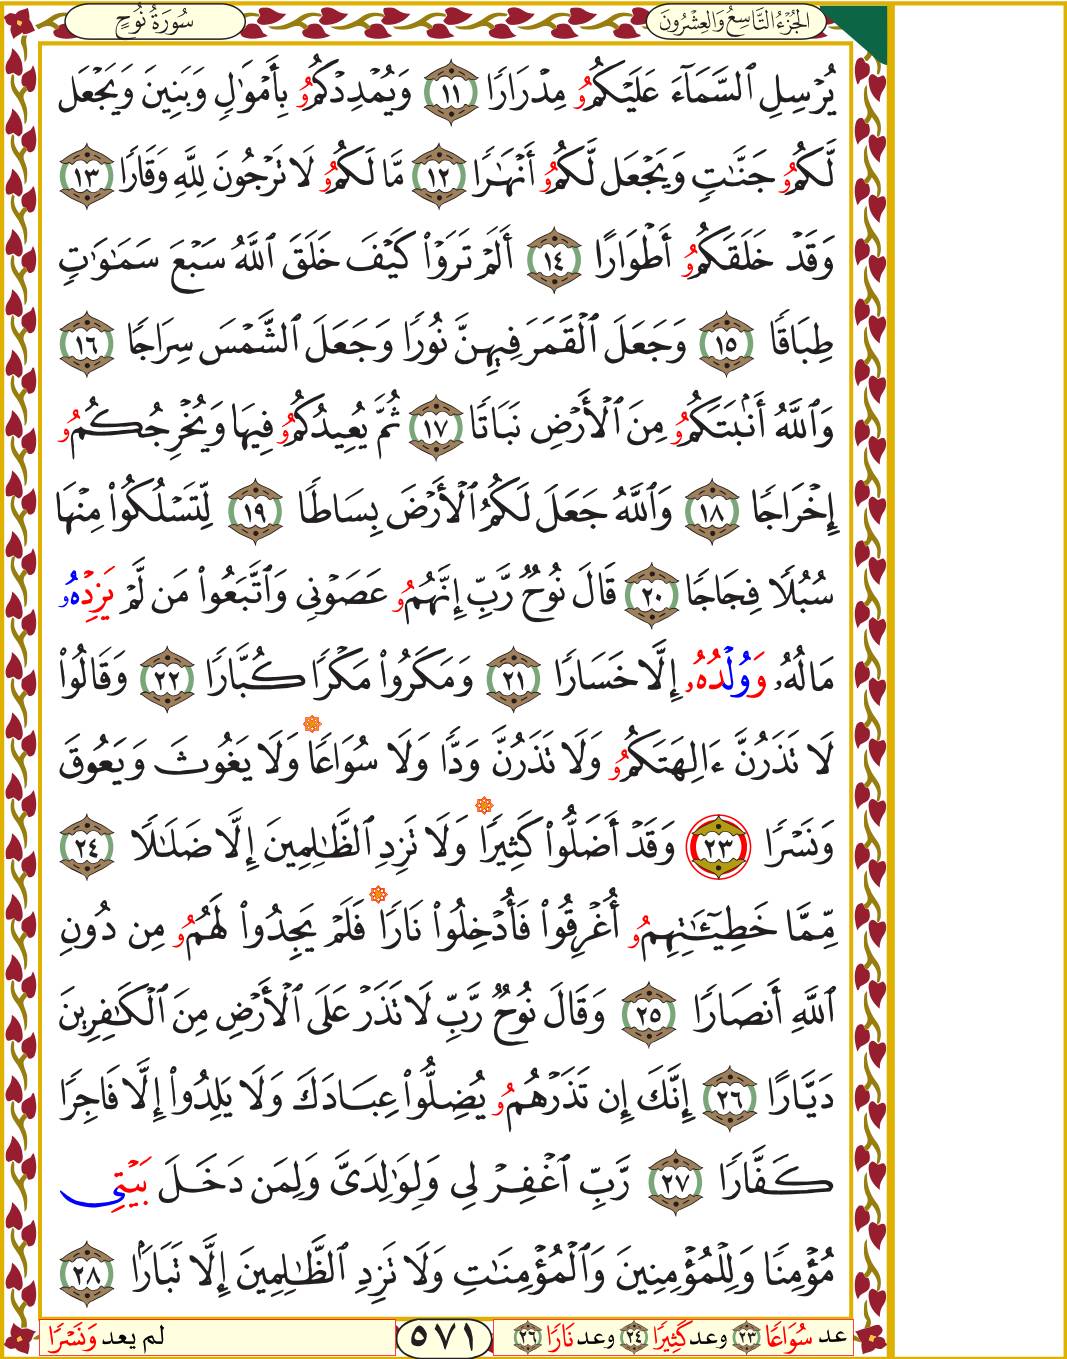 الجُزْءُ التَّاسِعُ وَالعِشْرُونَ
سُورَةُ نُوحٍ
يُرْسِلِ ٱلسَّمَآءَ عَلَيْكُمُۥ مِدْرَارًا ١١ وَيُمْدِدْكُمُۥ بِأَمْوَٰلٍ وَبَنِينَ وَيَجْعَل
لَّكُمُۥ جَنَّٰتٍ وَيَجْعَل لَّكُمُۥ أَنْهَٰرًا ١٢ مَّا لَكُمُۥ لَا تَرْجُونَ لِلَّهِ وَقَارًا ١٣
وَقَدْ خَلَقَكُمُۥ أَطْوَارًا ١٤ أَلَمْ تَرَوْا۟ كَيْفَ خَلَقَ ٱللَّهُ سَبْعَ سَمَٰوَٰتٍ
طِبَاقًا ١٥ وَجَعَلَ ٱلْقَمَرَ فِيهِنَّ نُورًا وَجَعَلَ ٱلشَّمْسَ سِرَاجًا ١٦
وَٱللَّهُ أَنۢبَتَكُمُۥ مِنَ ٱلْأَرْضِ نَبَاتًا ١٧ ثُمَّ يُعِيدُكُمُۥ فِيهَا وَيُخْرِجُكُمُۥ
إِخْرَاجًا ١٨ وَٱللَّهُ جَعَلَ لَكُمُ ٱلْأَرْضَ بِسَاطًا ١٩ لِّتَسْلُكُوا۟ مِنْهَا
سُبُلًا فِجَاجًا ٢٠ قَالَ نُوحٌ رَّبِّ إِنَّهُمُۥ عَصَوْنِى وَٱتَّبَعُوا۟ مَن لَّمْ يَزِدْهُۥ
مَالُهُۥ وَوُلْدُهُۥ إِلَّا خَسَارًا ٢١ وَمَكَرُوا۟ مَكْرًا كُبَّارًا ٢٢ وَقَالُوا۟
لَا تَذَرُنَّ ءَالِهَتَكُمُۥ وَلَا تَذَرُنَّ وَدًّا وَلَا سُوَاعًا وَلَا يَغُوثَ وَيَعُوقَ
وَنَسْرًا ٢٣ وَقَدْ أَضَلُّوا۟ كَثِيرًا وَلَا تَزِدِ ٱلظَّٰلِمِينَ إِلَّا ضَلَٰلًا ٢٤
مِّمَّا خَطِيٓـَٰٔتِهِمُۥ أُغْرِقُوا۟ فَأُدْخِلُوا۟ نَارًا فَلَمْ يَجِدُوا۟ لَهُمُۥ مِن دُونِ
ٱللَّهِ أَنصَارًا ٢٥ وَقَالَ نُوحٌ رَّبِّ لَا تَذَرْ عَلَى ٱلْأَرْضِ مِنَ ٱلْكَٰفِرِينَ
دَيَّارًا ٢٦ إِنَّكَ إِن تَذَرْهُمُۥ يُضِلُّوا۟ عِبَادَكَ وَلَا يَلِدُوٓا۟ إِلَّا فَاجِرًا
كَفَّارًا ٢٧ رَّبِّ ٱغْفِرْ لِى وَلِوَٰلِدَىَّ وَلِمَن دَخَلَ بَيْتِى
مُؤْمِنًا وَلِلْمُؤْمِنِينَ وَٱلْمُؤْمِنَٰتِ وَلَا تَزِدِ ٱلظَّٰلِمِينَ إِلَّا تَبَارًۢا ٢٨
عد سُوَاعًا ٢٣ وعد كَثِيرًا ٢٤ وعد نَارًا ٢٦
٥٧١
لم يعد وَنَسْرًا